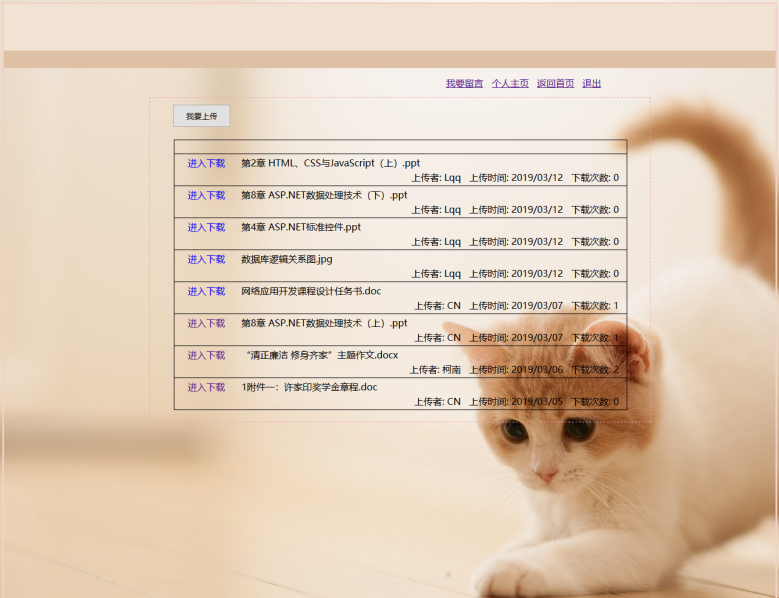 我要留言 个人主页 返回首页 退出
我要上传
进入下载 第2章 HTML、CSS与JavaScript（上）.ppt
上传者: Lqq 上传时间: 2019/03/12 下载次数: 0
进入下载 第8章 ASP.NET数据处理技术（下）.ppt
上传者: Lqq 上传时间: 2019/03/12 下载次数: 0
进入下载 第4章 ASP.NET标准控件.ppt
上传者: Lqq 上传时间: 2019/03/12 下载次数: 0
进入下载 数据库逻辑关系图.jpg
上传者: Lqq 上传时间: 2019/03/12 下载次数: 0
进入下载 网络应用开发课程设计任务书.doc
上传者: CN 上传时间: 2019/03/07 下载次数: 1
进入下载 第8章 ASP.NET数据处理技术（上）.ppt
上传者: CN 上传时间: 2019/03/07 下载次数: 1
进入下载 “清正廉洁 修身齐家”主题作文.docx
上传者: 柯南 上传时间: 2019/03/06 下载次数: 2
进入下载 1附件一：许家印奖学金章程.doc
上传者: CN 上传时间: 2019/03/05 下载次数: 0